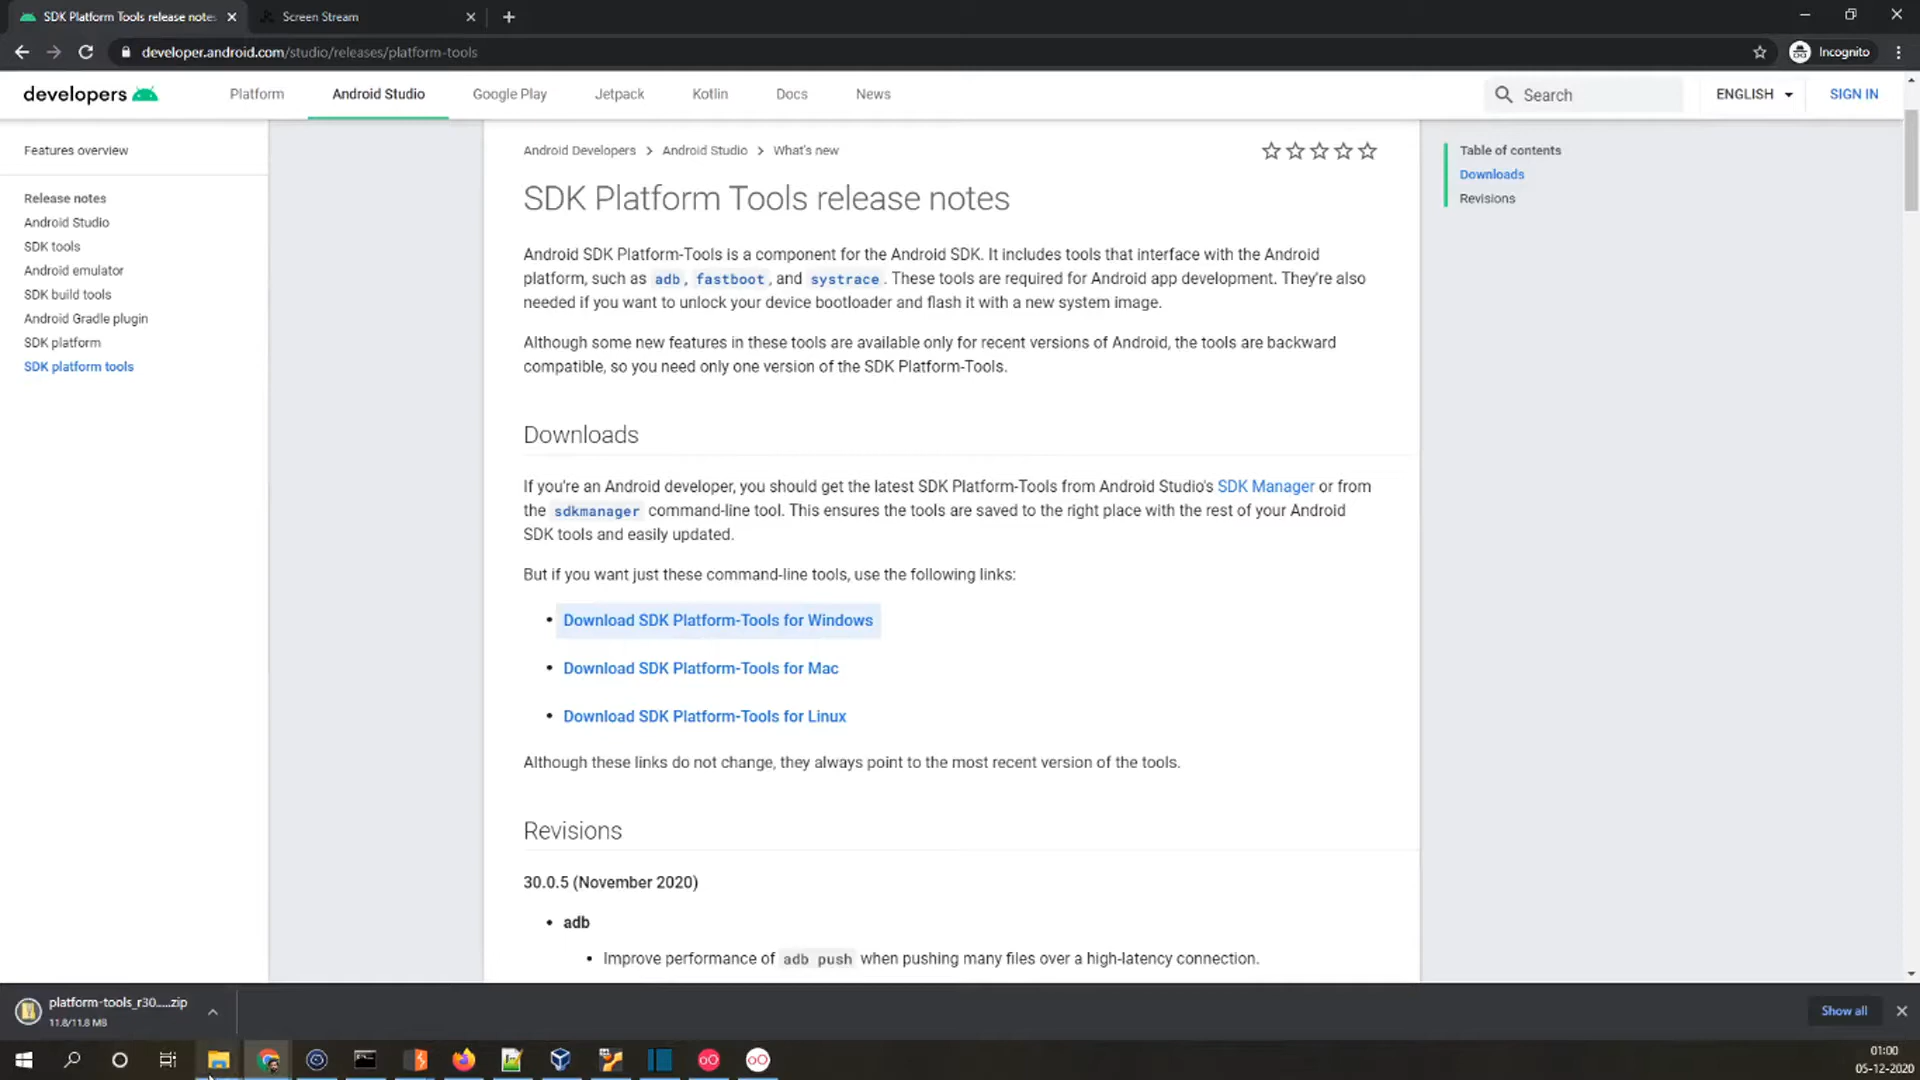 SDK Platform Tools release notes
Screen Stream
developer.android.com/studio/releases/platform-tools
Incognito
developers
Platform
Android Studio
Google Play
Jetpack
Kotlin
Docs
News
Search
ENGLISH
SIGN IN
Features overview
Release notes
Android Studio
SDK tools
Android emulator
SDK build tools
Android Gradle plugin
SDK platform
SDK platform tools
Android Developers > Android Studio > What's new
SDK Platform Tools release notes
Android SDK Platform-Tools is a component for the Android SDK. It includes tools that interface with the Android
platform, such as adb, fastboot, and systrace. These tools are required for Android app development. They're also
needed if you want to unlock your device bootloader and flash it with a new system image.
Although some new features in these tools are available only for recent versions of Android, the tools are backward
compatible, so you need only one version of the SDK Platform-Tools.
Downloads
If you're an Android developer, you should get the latest SDK Platform-Tools from Android Studio's SDK Manager or from
the sdkmanager command-line tool. This ensures the tools are saved to the right place with the rest of your Android
SDK tools and easily updated.
But if you want just these command-line tools, use the following links:
• Download SDK Platform-Tools for Windows
• Download SDK Platform-Tools for Mac
• Download SDK Platform-Tools for Linux
Although these links do not change, they always point to the most recent version of the tools.
Revisions
30.0.5 (November 2020)
• adb
• Improve performance of adb push when pushing many files over a high-latency connection.
Table of contents
Downloads
Revisions
platform-tools_r30.....zip
11.8/11.8 MB
Show all
01:00
05-12-2020